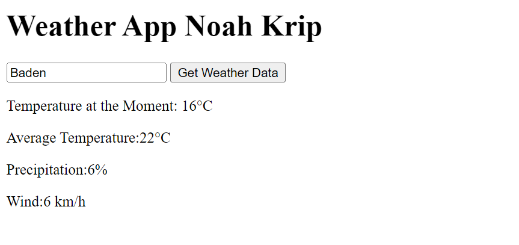 Weather App Noah Krip
Baden Get Weather Data
Temperature at the Moment: 16°C
Average Temperature:22°C
Precipitation:6%
Wind:6 km/h